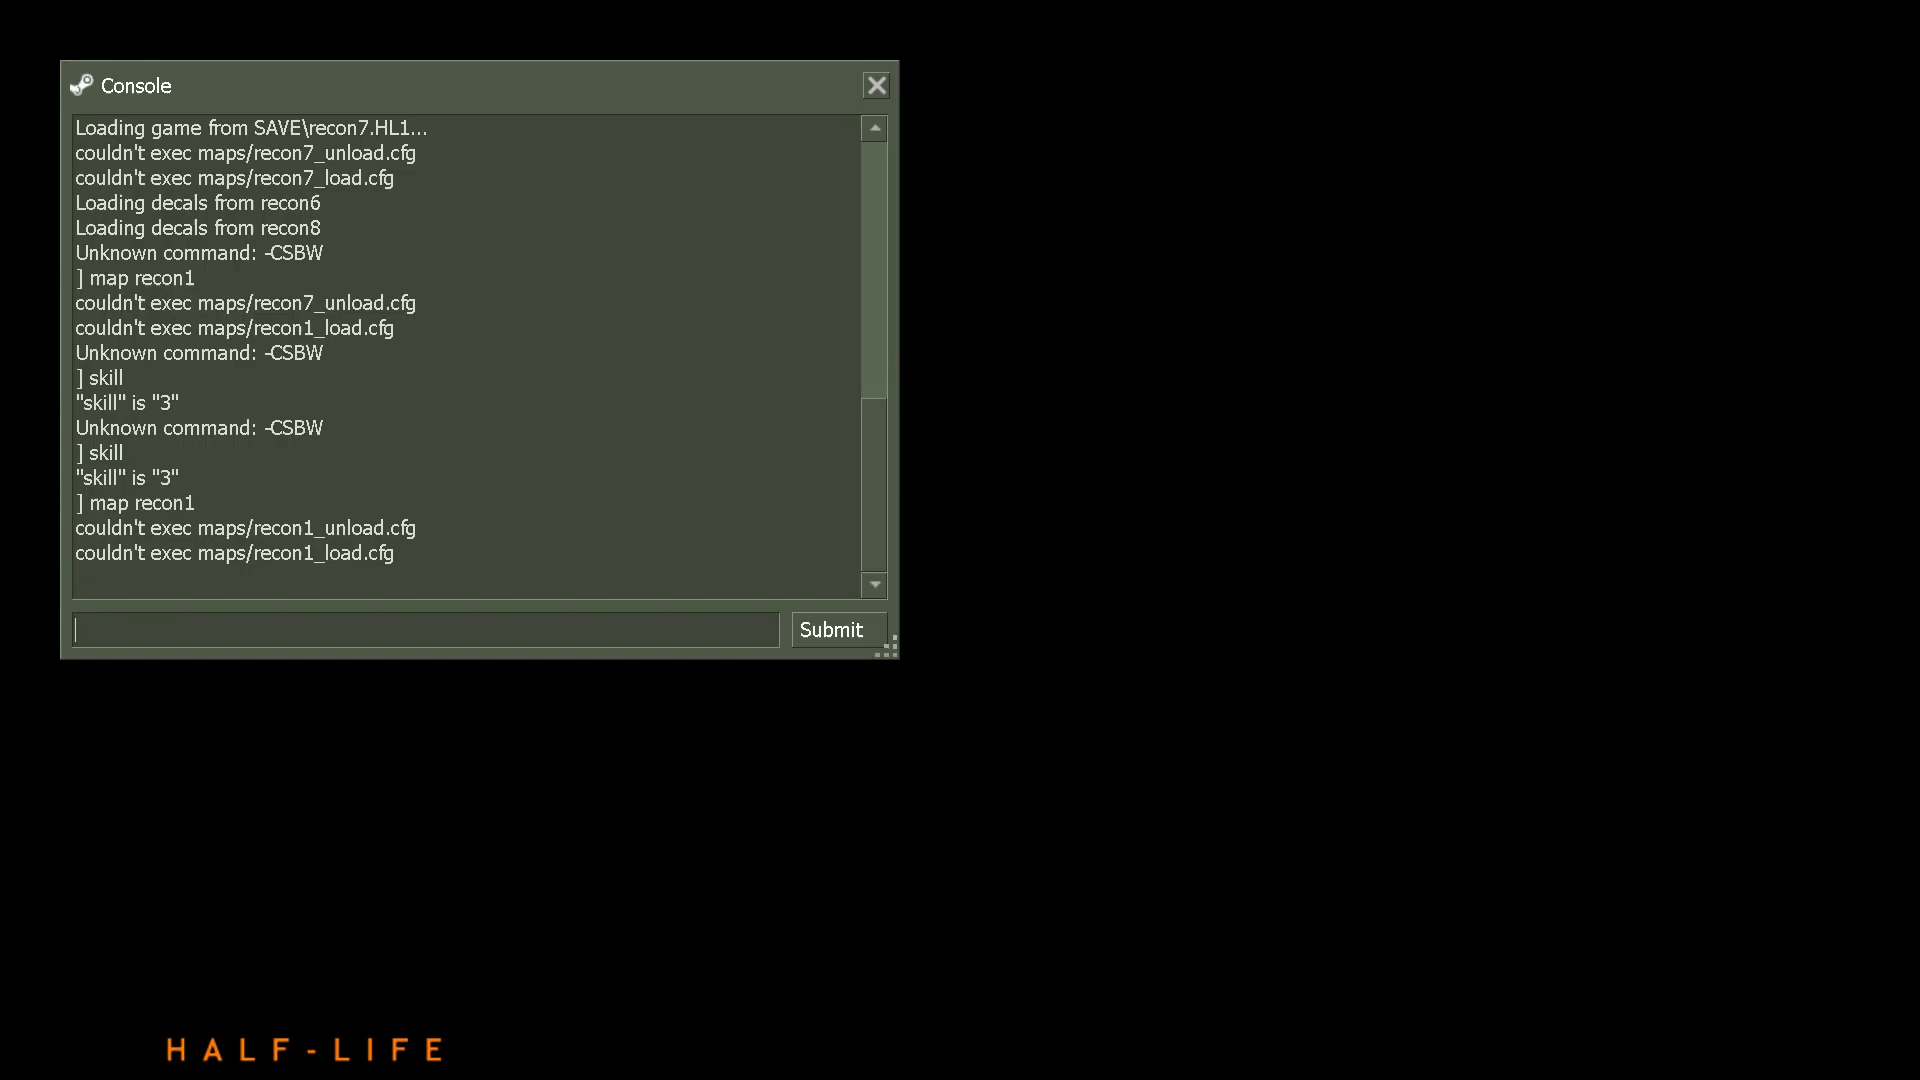 Console
Loading game from SAVE\recon7.HL1...
couldn't exec maps/recon7_unload.cfg
couldn't exec maps/recon7_load.cfg
Loading decals from recon6
Loading decals from recon8
Unknown command: -CSBW
] map recon1
couldn't exec maps/recon7_unload.cfg
couldn't exec maps/recon1_load.cfg
Unknown command: -CSBW
] skill
"skill" is "3"
Unknown command: -CSBW
] skill
"skill" is "3"
] map recon1
couldn't exec maps/recon1_unload.cfg
couldn't exec maps/recon1_load.cfg
Submit
HALF-LIFE